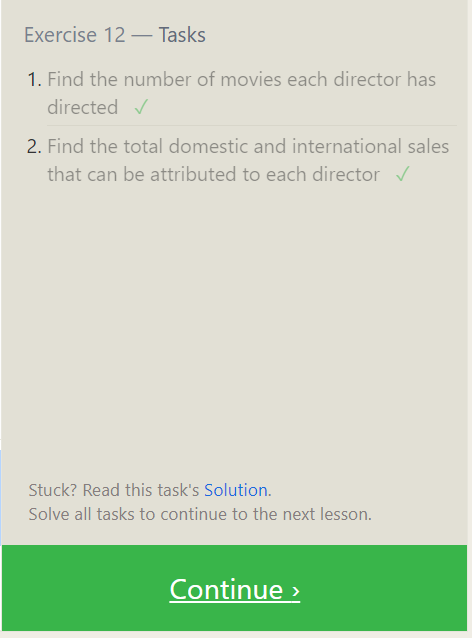 Exercise 12 — Tasks
1. Find the number of movies each director has
directed ✓
2. Find the total domestic and international sales
that can be attributed to each director ✓
Stuck? Read this task's Solution.
Solve all tasks to continue to the next lesson.
Continue ›